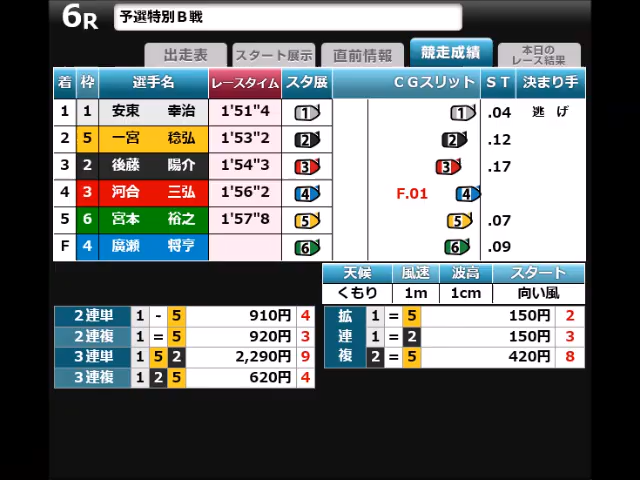 6R 予選特別B戦
出走表 スタート展示 直前情報 競走成績 本日のレース結果
着 枠 選手名 レースタイム スタ展 CGスリット ST 決まり手
1 1 安東 幸治 1'51"4 1 1 .04 逃 げ
2 5 一宮 稔弘 1'53"2 2 2 .12
3 2 後藤 陽介 1'54"3 3 3 .17
4 3 河合 三弘 1'56"2 4 F.01 4
5 6 宮本 裕之 1'57"8 5 5 .07
F 4 廣瀬 将亨 6 6 .09
天候 風速 波高 スタート
くもり 1m 1cm 向い風
2連単 1 - 5 910円 4
2連複 1 = 5 920円 3
3連単 1 5 2 2,290円 9
3連複 1 2 5 620円 4
拡 1 = 5 150円 2
連 1 = 2 150円 3
複 2 = 5 420円 8